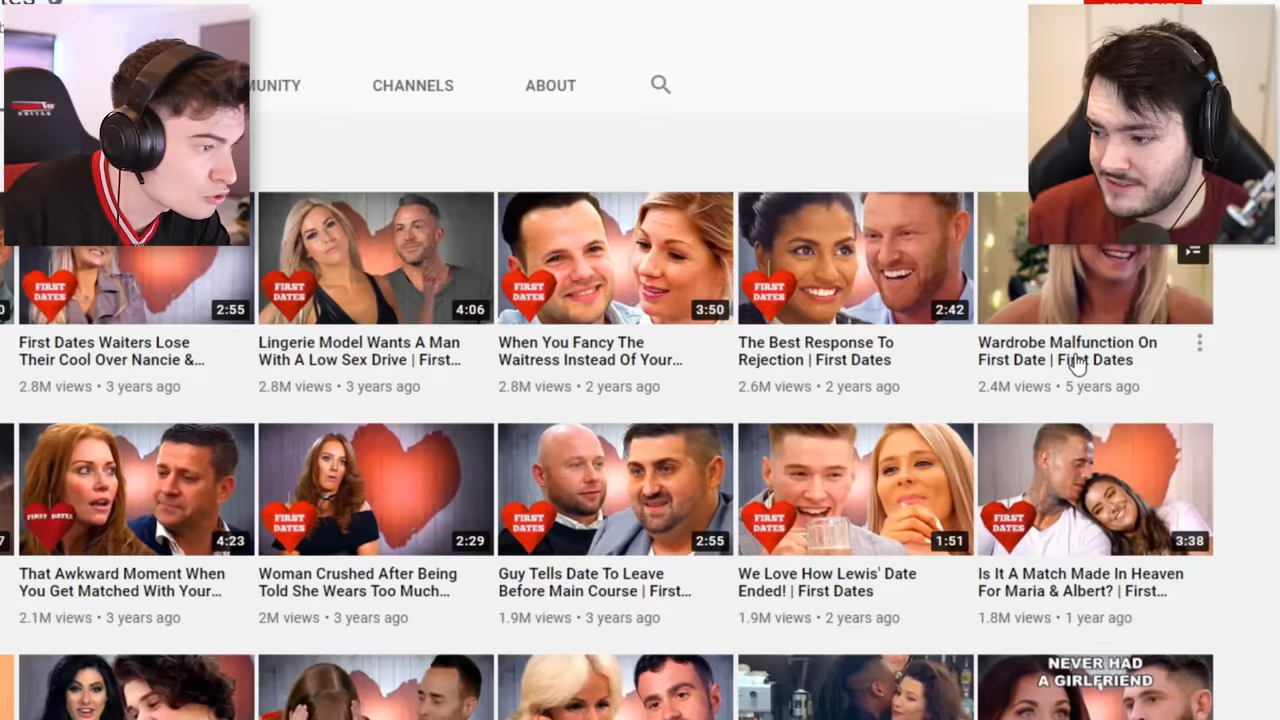 MUNITY
CHANNELS
ABOUT
FIRST
DATES
2:55
FIRST
DATES
4:06
FIRST
DATES
3:50
FIRST
DATES
2:42
First Dates Waiters Lose
Their Cool Over Nancie &...
2.8M views • 3 years ago
Lingerie Model Wants A Man
With A Low Sex Drive | First...
2.8M views • 3 years ago
When You Fancy The
Waitress Instead Of Your...
2.8M views • 2 years ago
The Best Response To
Rejection | First Dates
2.6M views • 2 years ago
Wardrobe Malfunction On
First Date | First Dates
2.4M views • 5 years ago
FIRST DATES
4:23
FIRST
DATES
2:29
FIRST
DATES
2:55
FIRST
DATES
1:51
FIRST
DATES
3:38
That Awkward Moment When
You Get Matched With Your...
2.1M views • 3 years ago
Woman Crushed After Being
Told She Wears Too Much...
2M views • 3 years ago
Guy Tells Date To Leave
Before Main Course | First...
1.9M views • 3 years ago
We Love How Lewis' Date
Ended! | First Dates
1.9M views • 2 years ago
Is It A Match Made In Heaven
For Maria & Albert? | First...
1.8M views • 1 year ago
NEVER HAD
A GIRLFRIEND